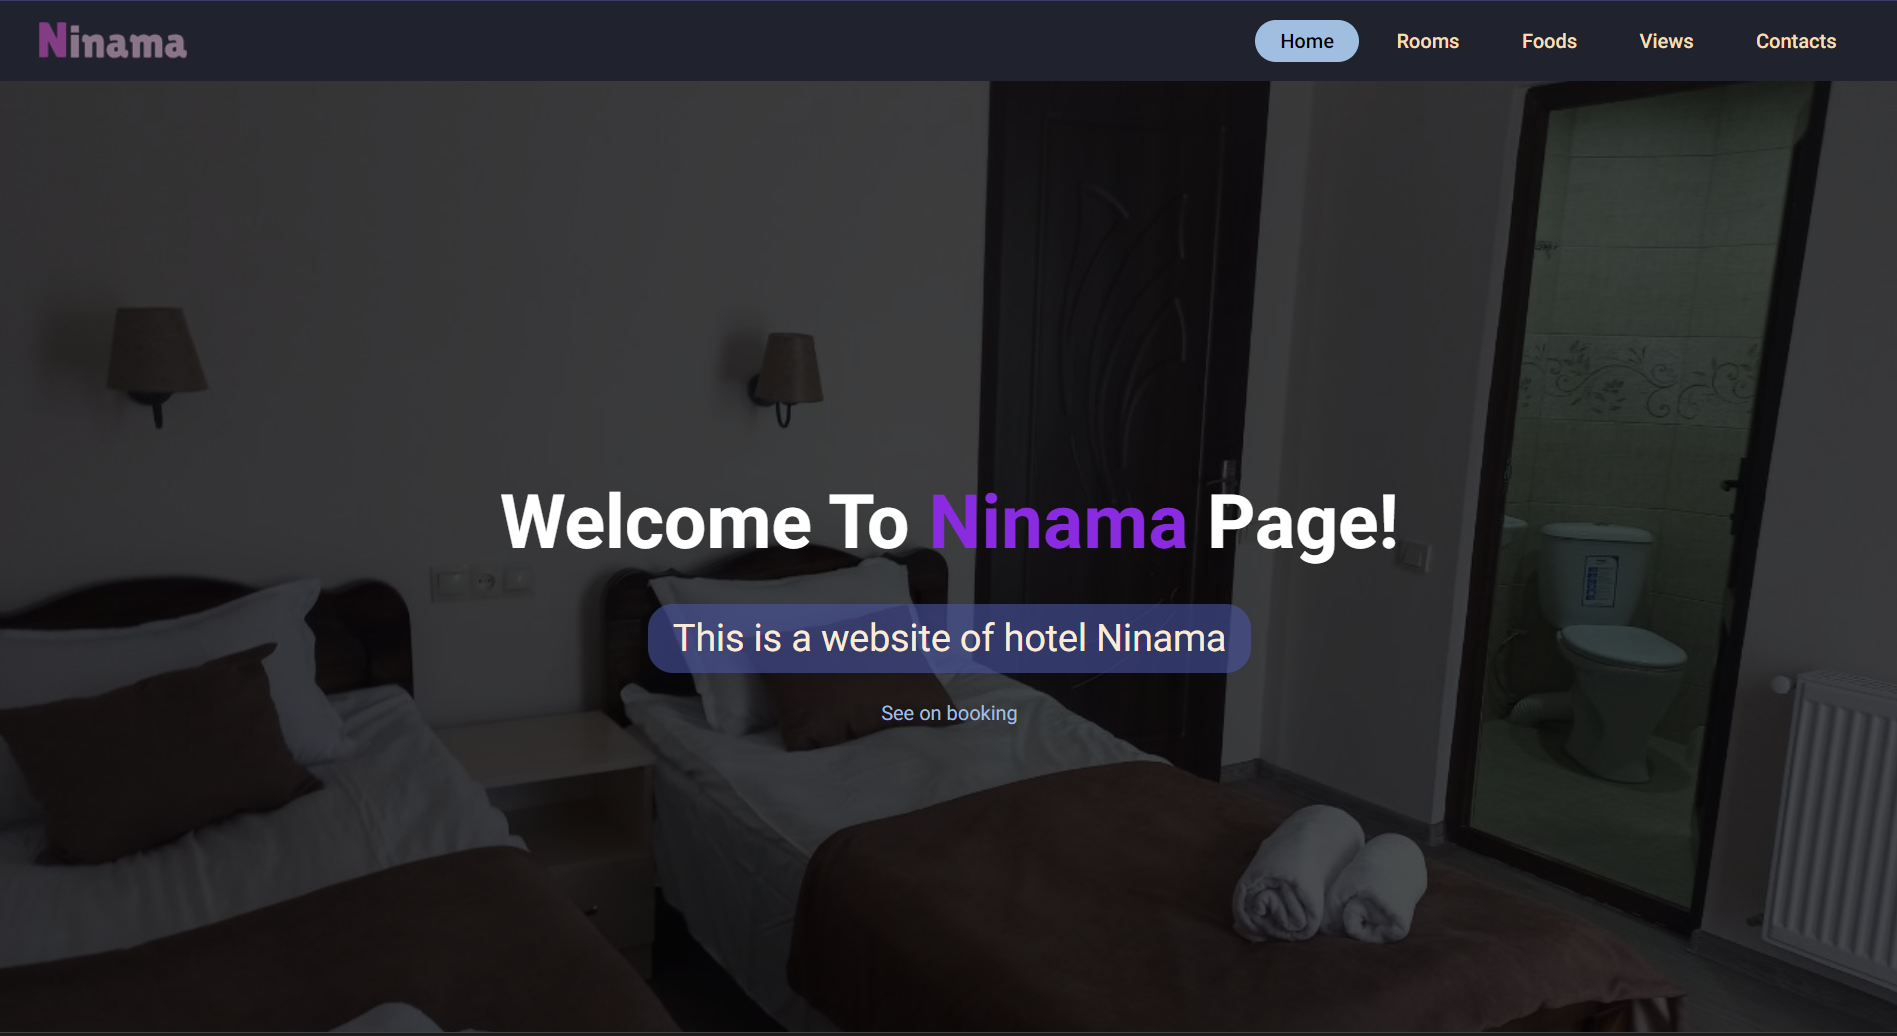 Ninama
Home
Rooms
Foods
Views
Contacts
Welcome To Ninama Page!
This is a website of hotel Ninama
See on booking